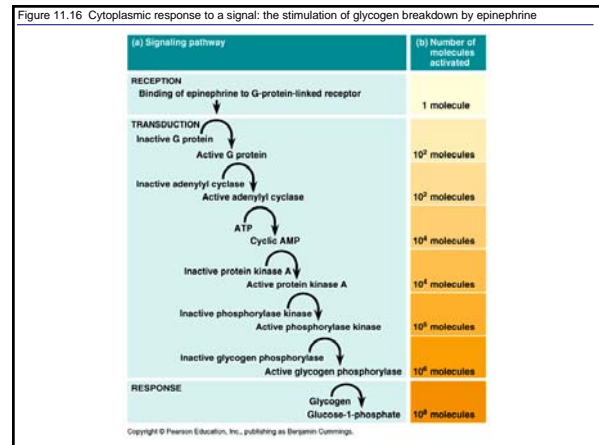 Figure 11.16 Cytoplasmic response to a signal: the stimulation of glycogen breakdown by epinephrine
(a) Signaling pathway
(b) Number of
molecules
activated
RECEPTION
Binding of epinephrine to G-protein-linked receptor
1 molecule
TRANSDUCTION
Inactive G protein
Active G protein
10² molecules
Inactive adenylyl cyclase
Active adenylyl cyclase
10² molecules
ATP
Cyclic AMP
10⁴ molecules
Inactive protein kinase A
Active protein kinase A
10⁴ molecules
Inactive phosphorylase kinase
Active phosphorylase kinase
10⁵ molecules
Inactive glycogen phosphorylase
Active glycogen phosphorylase
10⁶ molecules
RESPONSE
Glycogen
Glucose-1-phosphate
10⁸ molecules
Copyright © Pearson Education, Inc., publishing as Benjamin Cummings.